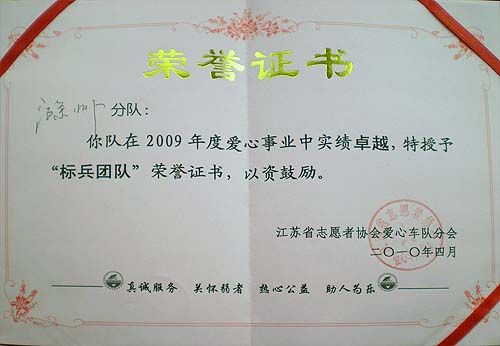 荣誉证书
滁州分队：
你队在2009年度爱心事业中实绩卓越，特授予
“标兵团队”荣誉证书，以资鼓励。
江苏省志愿者协会爱心车队分会
二〇一〇年四月
真诚服务 关怀弱者 热心公益 助人为乐